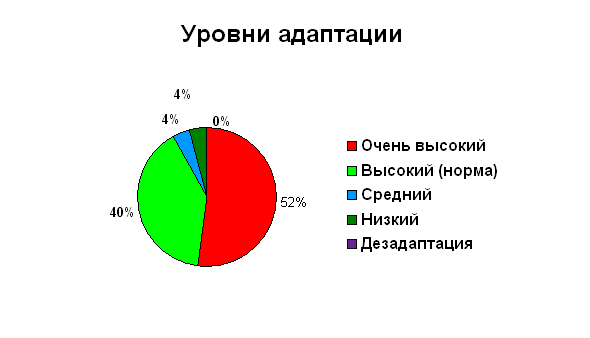 Уровни адаптации
4%
4%
0%
40%
52%
Очень высокий
Высокий (норма)
Средний
Низкий
Дезадаптация